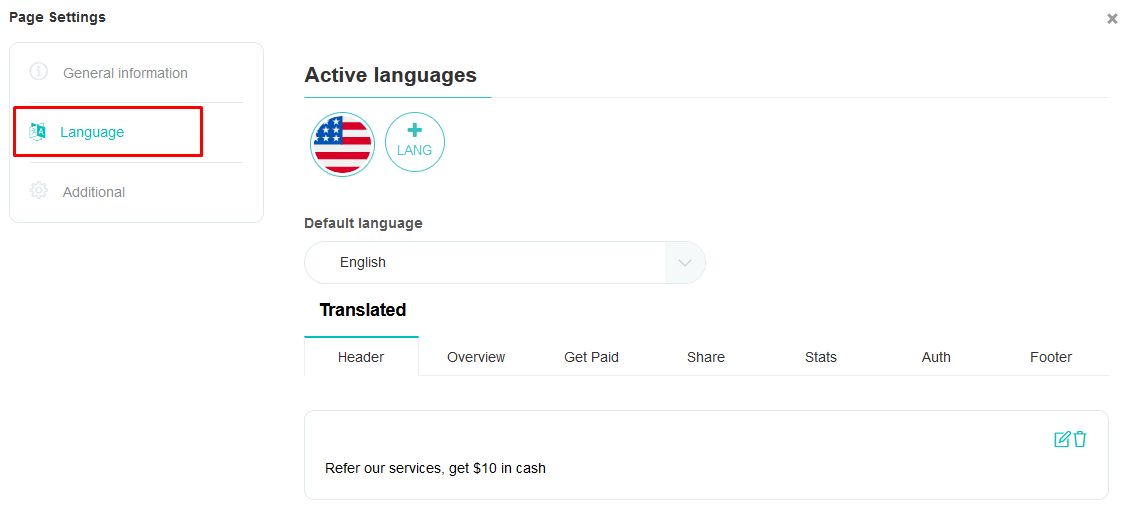 Page Settings
General information
Language
Additional
Active languages
LANG
Default language
English
Translated
Header Overview Get Paid Share Stats Auth Footer
Refer our services, get $10 in cash